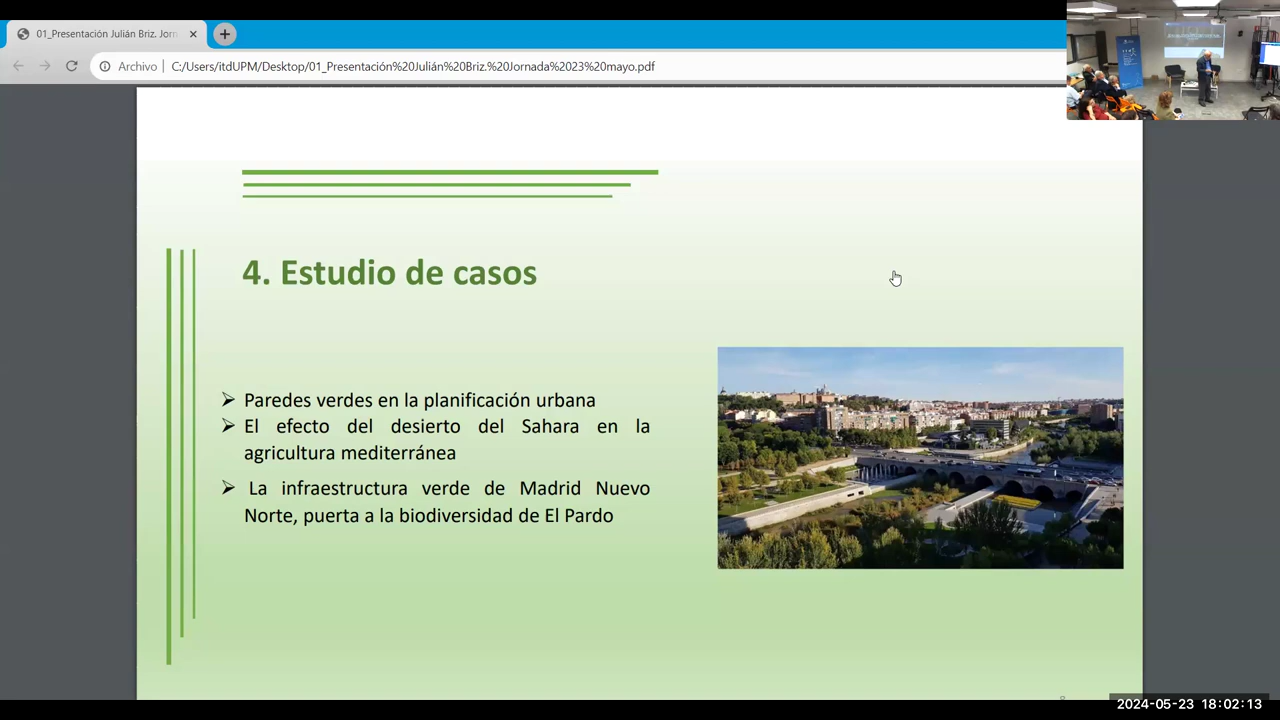 01_Presentación Julián Briz. Jorn
Archivo
C:/Users/itdUPM/Desktop/01_Presentación%20Julián%20Briz.%20Jornada%2023%20mayo.pdf
4. Estudio de casos
➢ Paredes verdes en la planificación urbana
➢ El efecto del desierto del Sahara en la
agricultura mediterránea
➢ La infraestructura verde de Madrid Nuevo
Norte, puerta a la biodiversidad de El Pardo
2024-05-23 18:02:13